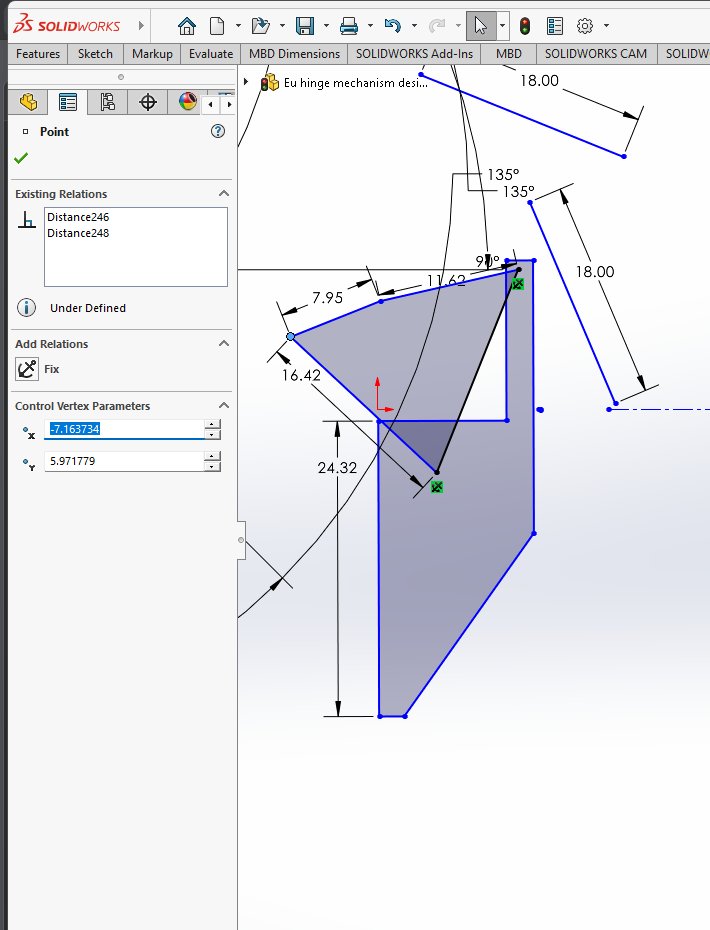 SOLIDWORKS
Features
Sketch
Markup
Evaluate
MBD Dimensions
SOLIDWORKS Add-Ins
MBD
SOLIDWORKS CAM
SOLIDW
Eu hinge mechanism desi...
Point
?
Existing Relations
Distance246
Distance248
Under Defined
Add Relations
Fix
Control Vertex Parameters
X
-7.163734
Y
5.971779
18.00
135°
135°
90°
18.00
11.62
7.95
16.42
24.32